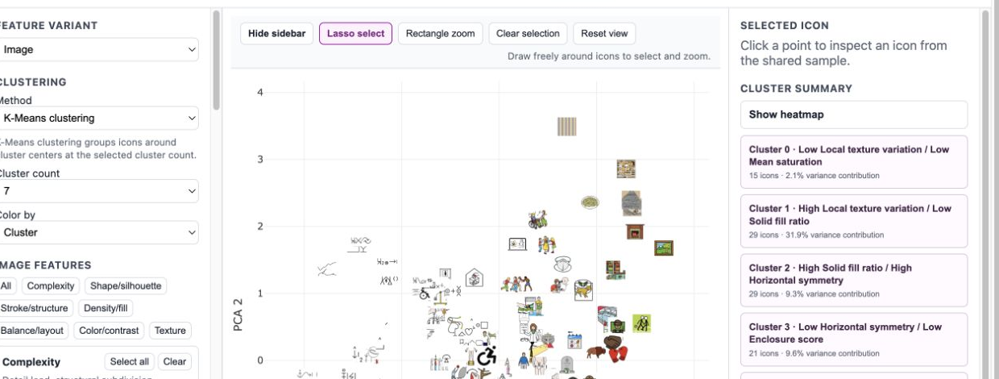 FEATURE VARIANT
Image
CLUSTERING
Method
K-Means clustering
K-Means clustering groups icons around
cluster centers at the selected cluster count.
Cluster count
7
Color by
Cluster
IMAGE FEATURES
All
Complexity
Shape/silhouette
Stroke/structure
Density/fill
Balance/layout
Color/contrast
Texture
Complexity
Select all
Clear
Hide sidebar
Lasso select
Rectangle zoom
Clear selection
Reset view
Draw freely around icons to select and zoom.
4
3
2
1
0
PCA 2
SELECTED ICON
Click a point to inspect an icon from
the shared sample.
CLUSTER SUMMARY
Show heatmap
Cluster 0 · Low Local texture variation / Low
Mean saturation
15 icons · 2.1% variance contribution
Cluster 1 · High Local texture variation / Low
Solid fill ratio
29 icons · 31.9% variance contribution
Cluster 2 · High Solid fill ratio / High
Horizontal symmetry
29 icons · 9.3% variance contribution
Cluster 3 · Low Horizontal symmetry / Low
Enclosure score
21 icons · 9.6% variance contribution